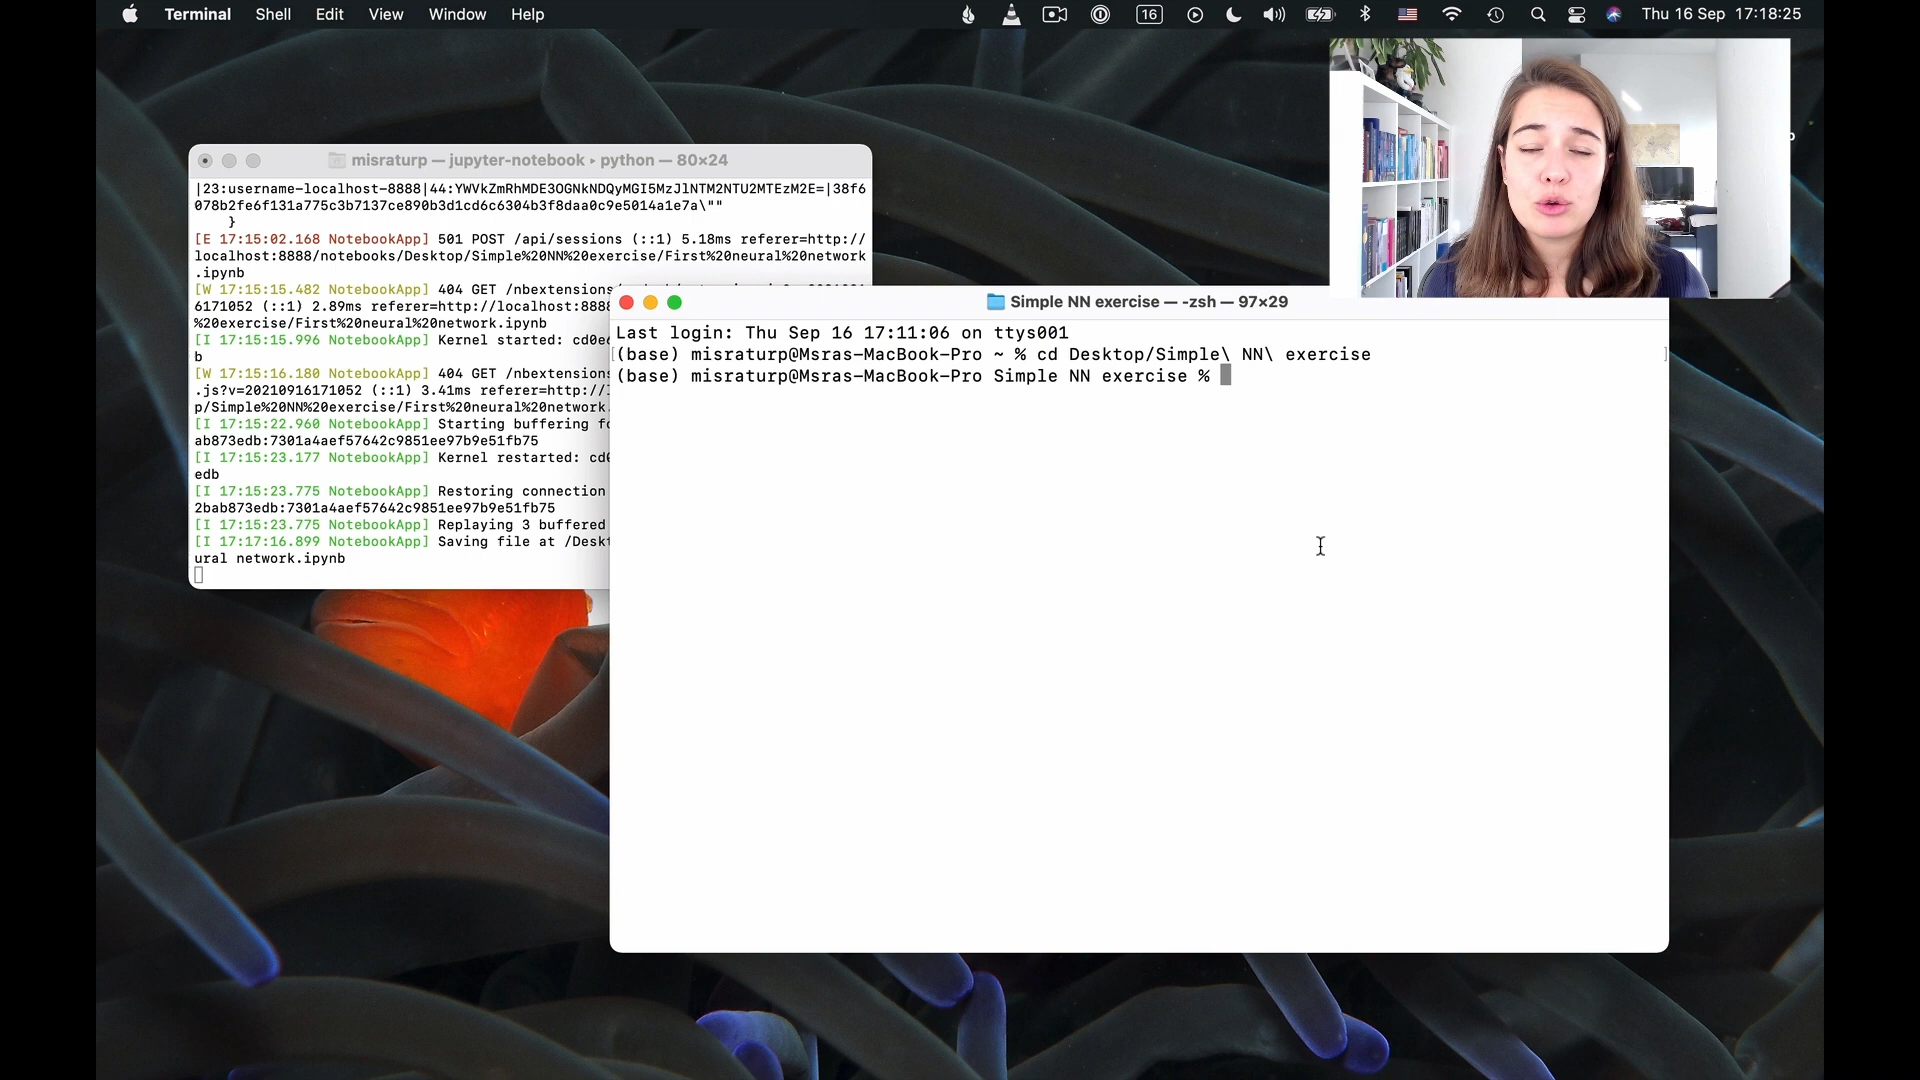 Terminal Shell Edit View Window Help 16 Thu 16 Sep 17:18:25
misraturp — jupyter-notebook ▸ python — 80×24
|23:username-localhost-8888|44:YWVkZmRhMDE3OGNkNDQyMGI5MzJlNTM2NTU2MTEzM2E=|38f6
078b2fe6f131a775c3b7137ce890b3d1cd6c6304b3f8daa0c9e5014a1e7a\""
}
[E 17:15:02.168 NotebookApp] 501 POST /api/sessions (::1) 5.18ms referer=http://
localhost:8888/notebooks/Desktop/Simple%20NN%20exercise/First%20neural%20network
.ipynb
[W 17:15:15.482 NotebookApp] 404 GET /nbextensions/
6171052 (::1) 2.89ms referer=http://localhost:888
%20exercise/First%20neural%20network.ipynb
[I 17:15:15.996 NotebookApp] Kernel started: cd0e
b
[W 17:15:16.180 NotebookApp] 404 GET /nbextensions
.js?v=20210916171052 (::1) 3.41ms referer=http://l
p/Simple%20NN%20exercise/First%20neural%20network.
[I 17:15:22.960 NotebookApp] Starting buffering fo
ab873edb:7301a4aef57642c9851ee97b9e51fb75
[I 17:15:23.177 NotebookApp] Kernel restarted: cd0
edb
[I 17:15:23.775 NotebookApp] Restoring connection
2bab873edb:7301a4aef57642c9851ee97b9e51fb75
[I 17:15:23.775 NotebookApp] Replaying 3 buffered
[I 17:17:16.899 NotebookApp] Saving file at /Deskt
ural network.ipynb
Simple NN exercise — -zsh — 97×29
Last login: Thu Sep 16 17:11:06 on ttys001
(base) misraturp@Msras-MacBook-Pro ~ % cd Desktop/Simple\ NN\ exercise
(base) misraturp@Msras-MacBook-Pro Simple NN exercise %